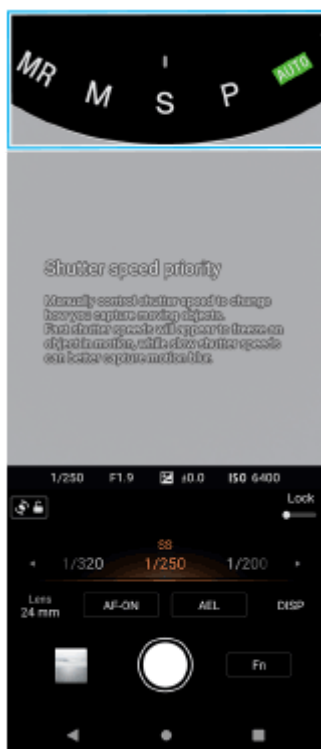 MR M S P AUTO
Shutter speed priority
Manually control shutter speed to change
how you capture moving objects.
Fast shutter speeds will appear to freeze an
object in motion, while slow shutter speeds
can better capture motion blur.
1/250 F1.9 ±0.0 ISO 6400
Lock
SS
1/320 1/250 1/200
Lens
24 mm AF-ON AEL DISP
Fn